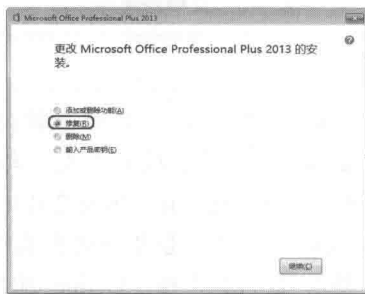 Microsoft Office Professional Plus 2013
更改 Microsoft Office Professional Plus 2013 的安
装。
添加或删除功能(A)
修复(R)
删除(M)
输入产品密钥(E)
继续(C)